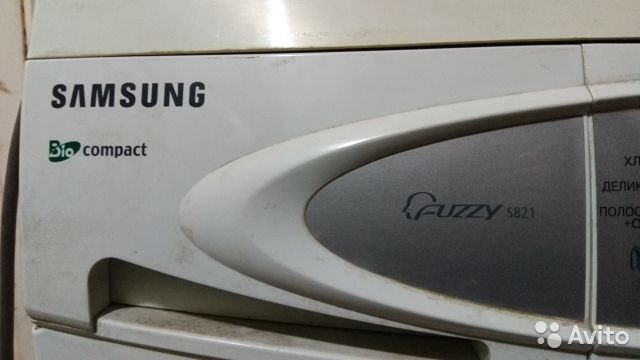 SAMSUNG
Bio compact
FUZZY S821
ХЛ
ДЕЛИК
ПОЛОС
+О
Avito